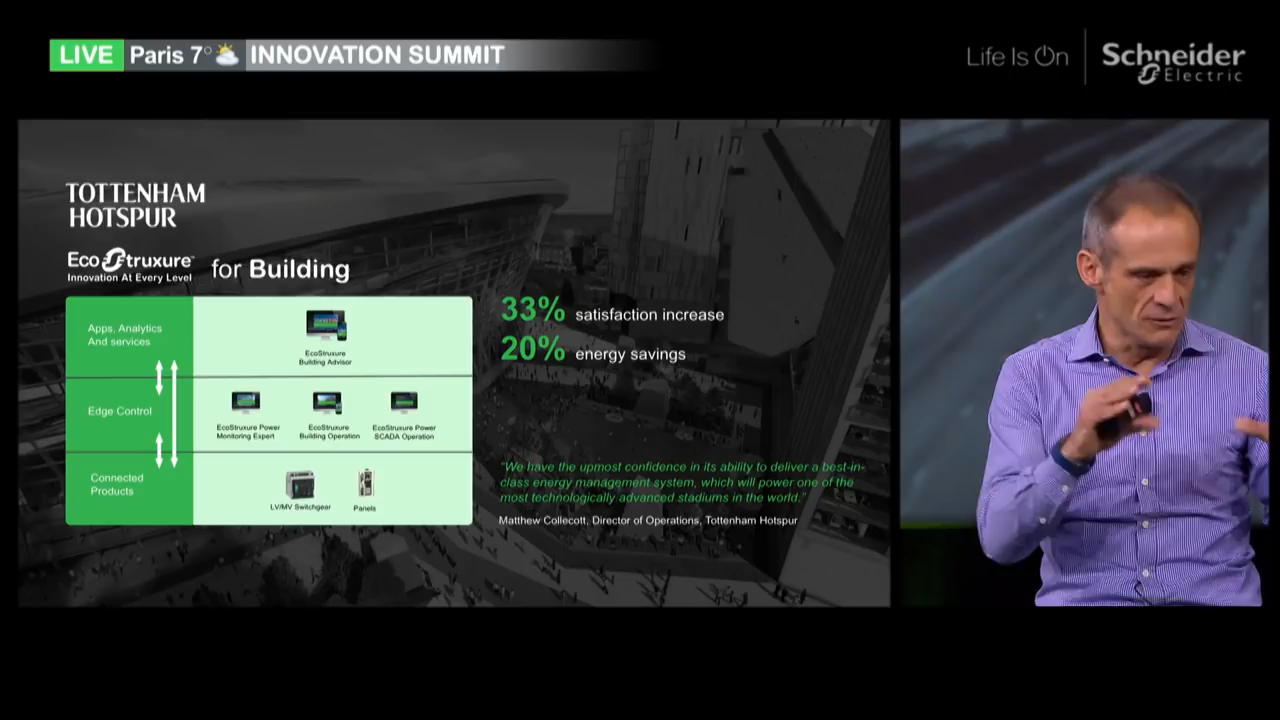 LIVE Paris 7° INNOVATION SUMMIT
Life Is On
Schneider
Electric
TOTTENHAM
HOTSPUR
EcoStruxure™
Innovation At Every Level
for Building
Apps, Analytics
And services
EcoStruxure
Building Advisor
Edge Control
EcoStruxure Power
Monitoring Expert
EcoStruxure
Building Operation
EcoStruxure Power
SCADA Operation
Connected
Products
LV/MV Switchgear
Panels
33% satisfaction increase
20% energy savings
"We have the upmost confidence in its ability to deliver a best-in-
class energy management system, which will power one of the
most technologically advanced stadiums in the world."
Matthew Collecott, Director of Operations, Tottenham Hotspur